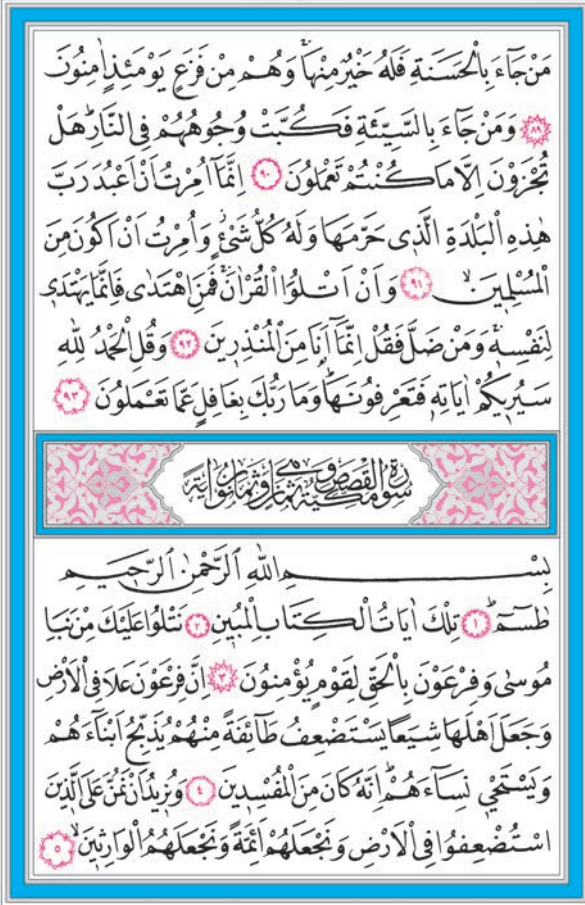 مَنْ جَٓاءَ بِالْحَسَنَةِ فَلَهُ خَيْرٌ مِنْهَاۚ وَهُمْ مِنْ فَزَعٍ يَوْمَئِذٍ اٰمِنُونَ
﴿٨٩﴾ وَمَنْ جَٓاءَ بِالسَّيِّئَةِ فَكُبَّتْ وُجُوهُهُمْ فِى النَّارِۜ هَلْ
تُجْزَوْنَ اِلَّا مَا كُنْتُمْ تَعْمَلُونَ ﴿٩٠﴾ اِنَّمَٓا اُمِرْتُ اَنْ اَعْبُدَ رَبَّ
هٰذِهِ الْبَلْدَةِ الَّذِى حَرَّمَهَا وَلَهُ كُلُّ شَيْءٍۘ وَاُمِرْتُ اَنْ اَكُونَ مِنَ
الْمُسْلِمِينَۙ ﴿٩١﴾ وَاَنْ اَتْلُوَا الْقُرْاٰنَۚ فَمَنِ اهْتَدٰى فَاِنَّمَا يَهْتَدِى
لِنَفْسِهۚ وَمَنْ ضَلَّ فَقُلْ اِنَّمَٓا اَنَا مِنَ الْمُنْذِرِينَ ﴿٩٢﴾ وَقُلِ الْحَمْدُ لِلّٰهِ
سَيُرِيكُمْ اٰيَاتِهٖ فَتَعْرِفُونَهَاۜ وَمَا رَبُّكَ بِغَافِلٍ عَمَّا تَعْمَلُونَ ﴿٩٣﴾
سورة القصص مكية وهي ثمان وثمانون اية
بِسْمِ اللّٰهِ الرَّحْمٰنِ الرَّحِيمِ
طٰسٓمٓۜ ﴿١﴾ تِلْكَ اٰيَاتُ الْكِتَابِ الْمُبِينِ ﴿٢﴾ نَتْلُوا عَلَيْكَ مِنْ نَبَاِ
مُوسٰى وَفِرْعَوْنَ بِالْحَقِّ لِقَوْمٍ يُؤْمِنُونَ ﴿٣﴾ اِنَّ فِرْعَوْنَ عَلَا فِى الْاَرْضِ
وَجَعَلَ اَهْلَهَا شِيَعًا يَسْتَضْعِفُ طَٓائِفَةً مِنْهُمْ يُذَبِّحُ اَبْنَٓاءَهُمْ
وَيَسْتَحْيِ نِسَٓاءَهُمْۜ اِنَّهُ كَانَ مِنَ الْمُفْسِدِينَ ﴿٤﴾ وَنُرِيدُ اَنْ نَمُنَّ عَلَى الَّذِينَ
اسْتُضْعِفُوا فِى الْاَرْضِ وَنَجْعَلَهُمْ اَئِمَّةً وَنَجْعَلَهُمُ الْوَارِثِينَۙ ﴿٥﴾